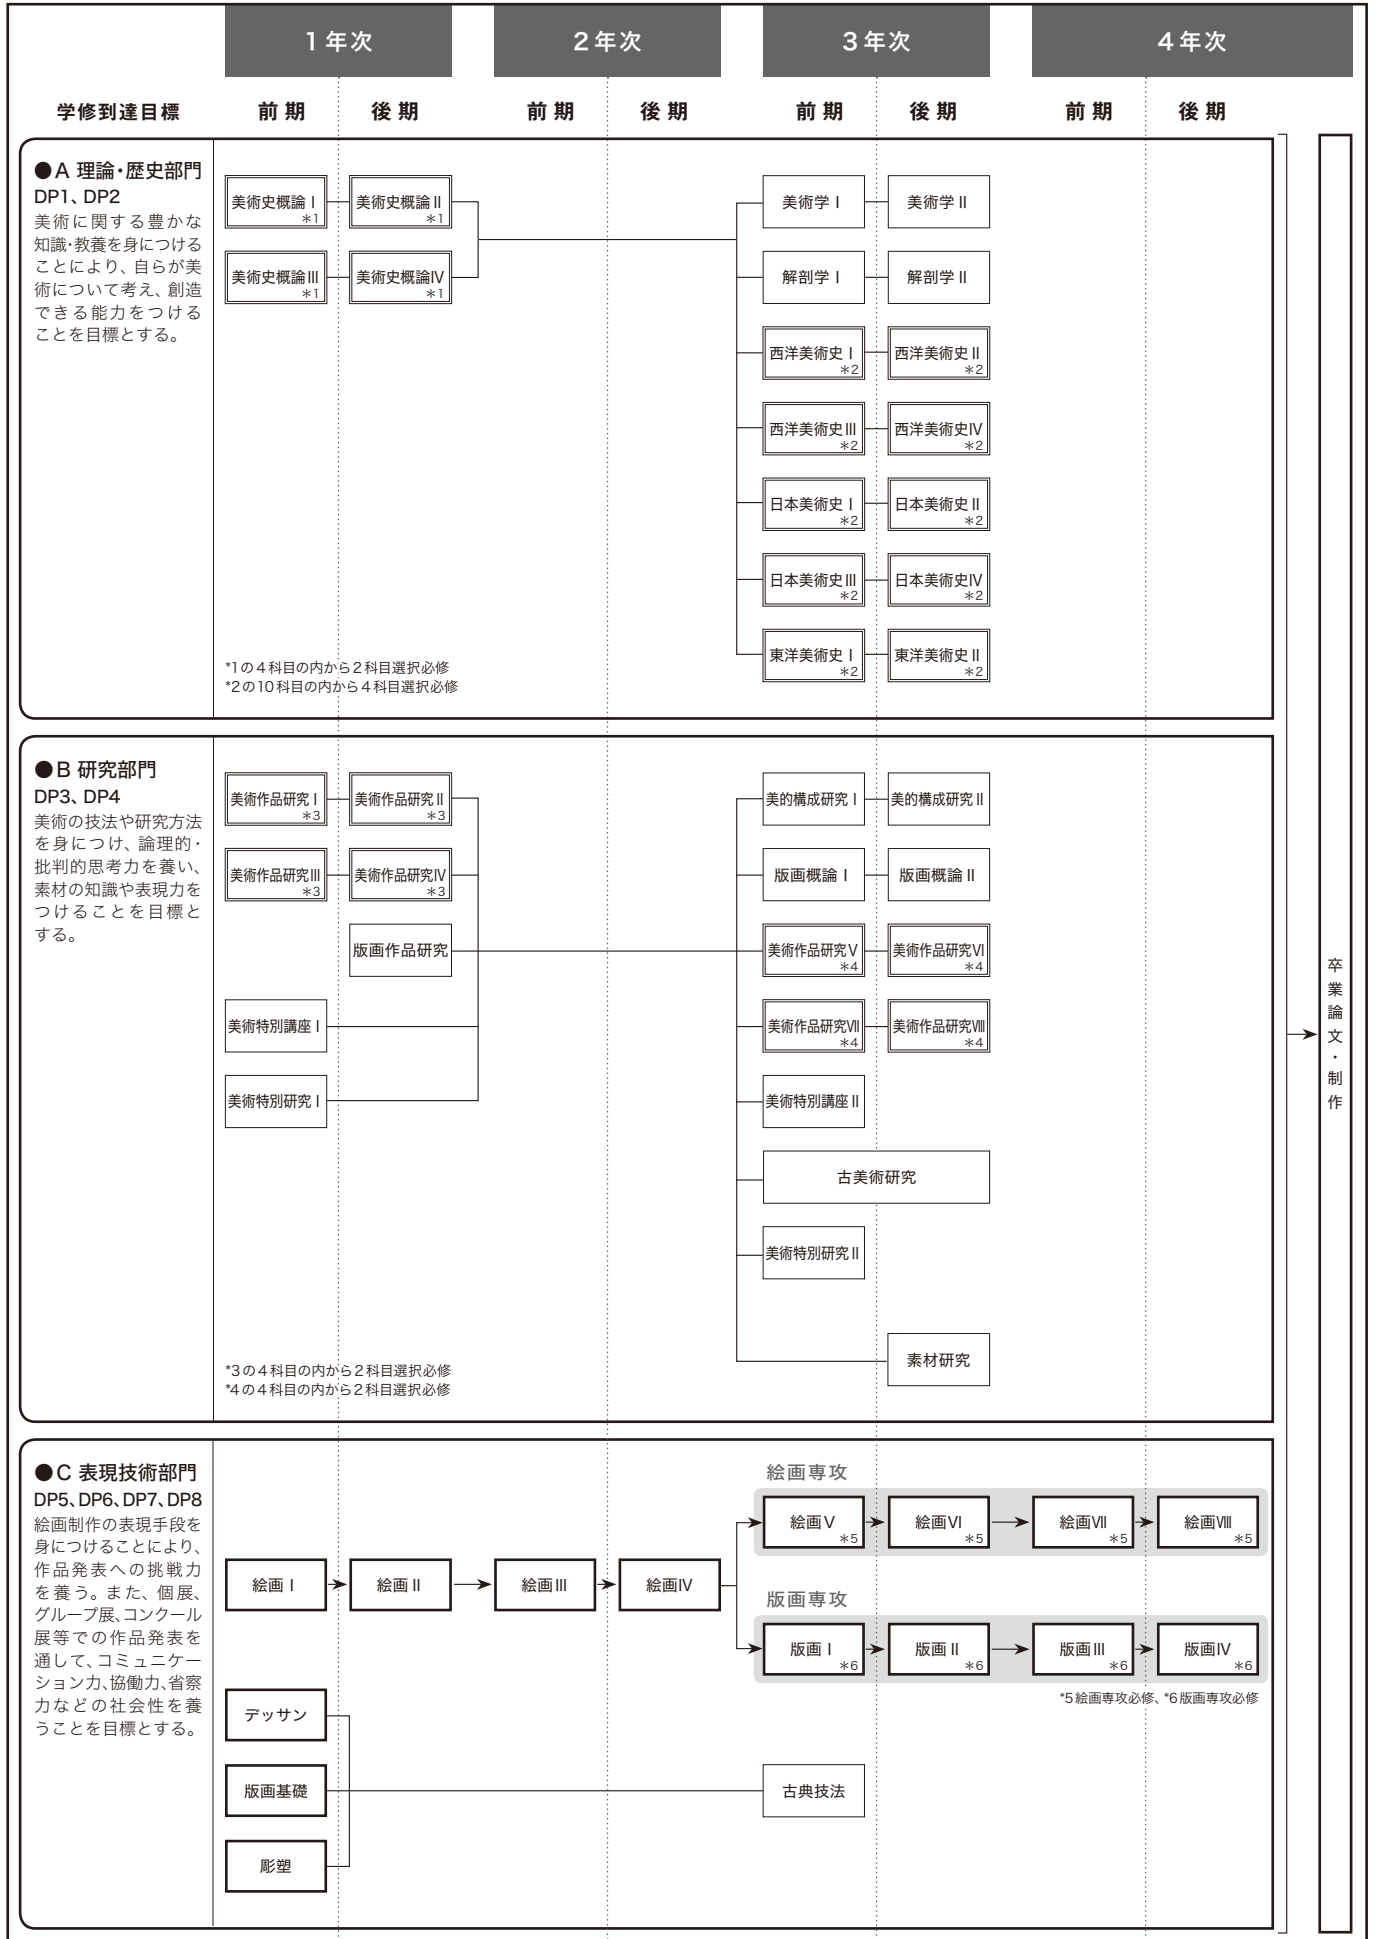 1年次 2年次 3年次 4年次
学修到達目標 前期 後期 前期 後期 前期 後期 前期 後期
●A 理論・歴史部門
DP1、DP2
美術に関する豊かな
知識・教養を身につける
ことにより、自らが美
術について考え、創造
できる能力をつける
ことを目標とする。
美術史概論Ⅰ
*1
美術史概論Ⅱ
*1
美術史概論Ⅲ
*1
美術史概論Ⅳ
*1
美術学Ⅰ
美術学Ⅱ
解剖学Ⅰ
解剖学Ⅱ
西洋美術史Ⅰ
*2
西洋美術史Ⅱ
*2
西洋美術史Ⅲ
*2
西洋美術史Ⅳ
*2
日本美術史Ⅰ
*2
日本美術史Ⅱ
*2
日本美術史Ⅲ
*2
日本美術史Ⅳ
*2
東洋美術史Ⅰ
*2
東洋美術史Ⅱ
*2
*1の4科目の内から2科目選択必修
*2の10科目の内から4科目選択必修
●B 研究部門
DP3、DP4
美術の技法や研究方法
を身につけ、論理的・
批判的思考力を養い、
素材の知識や表現力を
つけることを目標と
する。
美術作品研究Ⅰ
*3
美術作品研究Ⅱ
*3
美術作品研究Ⅲ
*3
美術作品研究Ⅳ
*3
版画作品研究
美術特別講座Ⅰ
美術特別研究Ⅰ
美的構成研究Ⅰ
美的構成研究Ⅱ
版画概論Ⅰ
版画概論Ⅱ
美術作品研究Ⅴ
*4
美術作品研究Ⅵ
*4
美術作品研究Ⅶ
*4
美術作品研究Ⅷ
*4
美術特別講座Ⅱ
古美術研究
美術特別研究Ⅱ
素材研究
*3の4科目の内から2科目選択必修
*4の4科目の内から2科目選択必修
●C 表現技術部門
DP5、DP6、DP7、DP8
絵画制作の表現手段を
身につけることにより、
作品発表への挑戦力
を養う。また、個展、
グループ展、コンクール
展等での作品発表を
通して、コミュニケー
ション力、協働力、省察
力などの社会性を養
うことを目標とする。
絵画Ⅰ
絵画Ⅱ
絵画Ⅲ
絵画Ⅳ
絵画専攻
絵画Ⅴ
*5
絵画Ⅵ
*5
絵画Ⅶ
*5
絵画Ⅷ
*5
版画専攻
版画Ⅰ
*6
版画Ⅱ
*6
版画Ⅲ
*6
版画Ⅳ
*6
*5絵画専攻必修、*6版画専攻必修
デッサン
版画基礎
彫塑
古典技法
卒業論文・制作